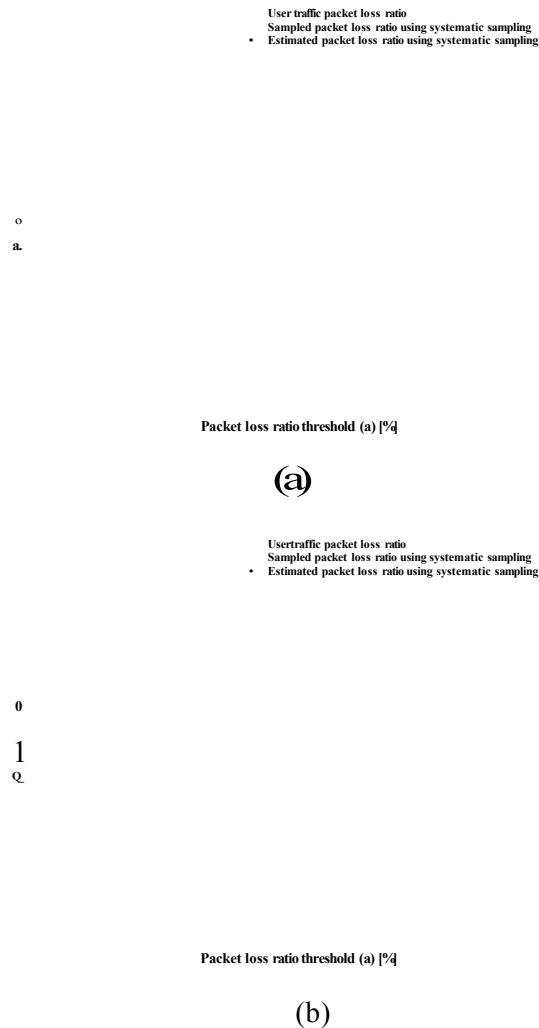 User traffic packet loss ratio
Sampled packet loss ratio using systematic sampling
• Estimated packet loss ratio using systematic sampling
o
a.
Packet loss ratio threshold (a) [%]
(a)
Usertraffic packet loss ratio
Sampled packet loss ratio using systematic sampling
• Estimated packet loss ratio using systematic sampling
0
1
Q
Packet loss ratio threshold (a) [%]
(b)